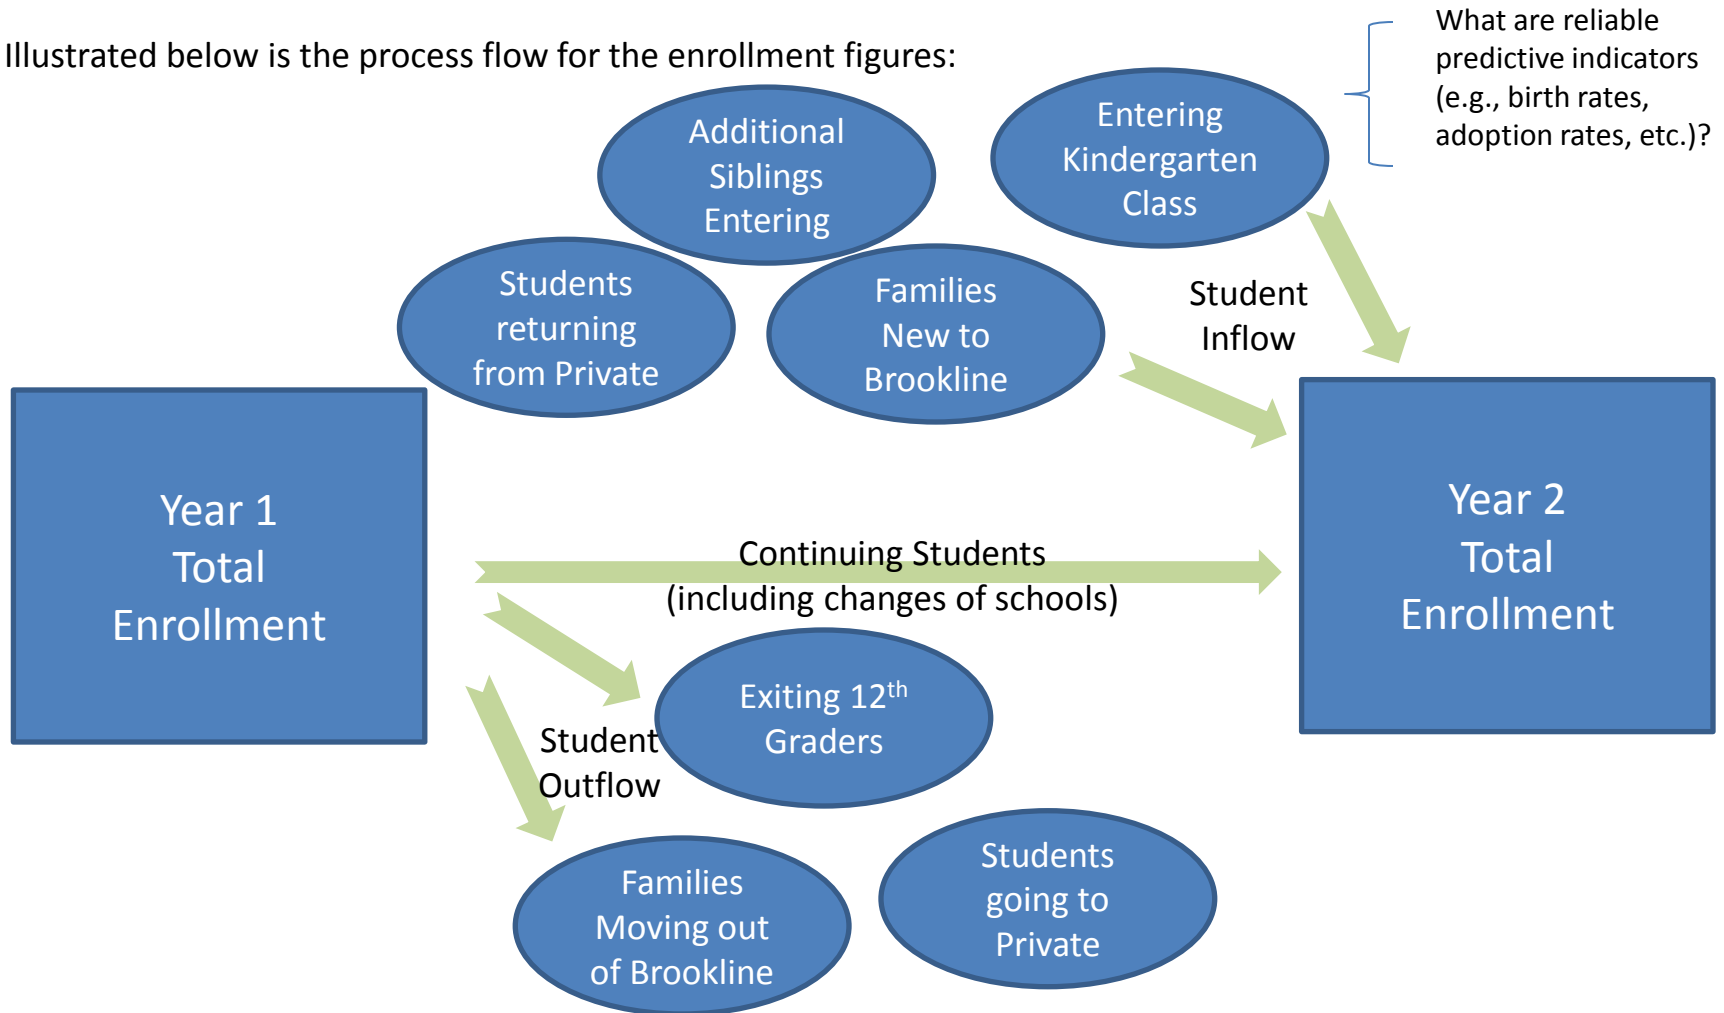 Illustrated below is the process flow for the enrollment figures:
What are reliable
predictive indicators
(e.g., birth rates,
adoption rates, etc.)?
Additional
Siblings
Entering
Entering
Kindergarten
Class
Students
returning
from Private
Families
New to
Brookline
Student
Inflow
Year 1
Total
Enrollment
Year 2
Total
Enrollment
Continuing Students
(including changes of schools)
Exiting 12th
Graders
Student
Outflow
Families
Moving out
of Brookline
Students
going to
Private